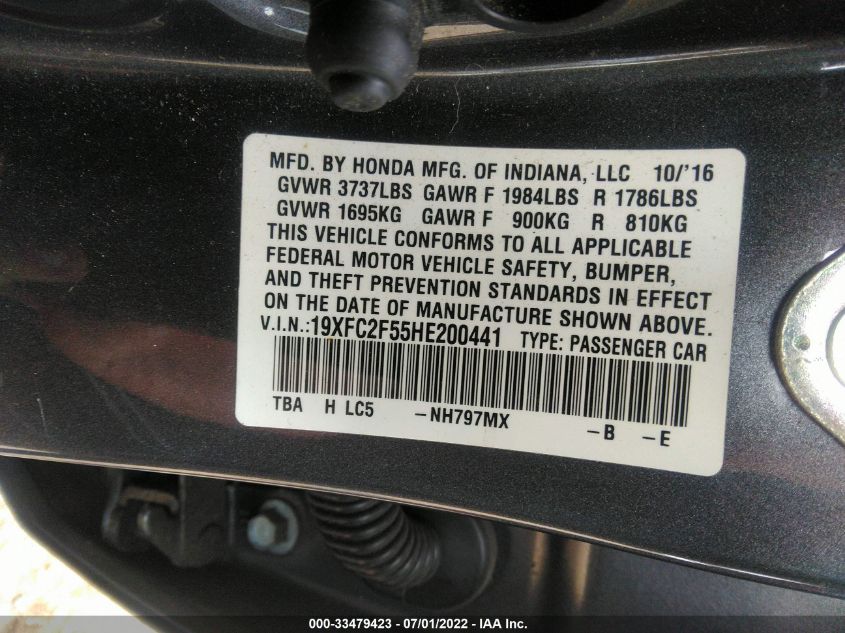 MFD. BY HONDA MFG. OF INDIANA, LLC 10/'16
GVWR 3737LBS GAWR F 1984LBS R 1786LBS
GVWR 1695KG GAWR F 900KG R 810KG
THIS VEHICLE CONFORMS TO ALL APPLICABLE
FEDERAL MOTOR VEHICLE SAFETY, BUMPER,
AND THEFT PREVENTION STANDARDS IN EFFECT
ON THE DATE OF MANUFACTURE SHOWN ABOVE.
V.I.N.:19XFC2F55HE200441 TYPE: PASSENGER CAR
TBA H LC5 -NH797MX -B -E
000-33479423 - 07/01/2022 - IAA Inc.